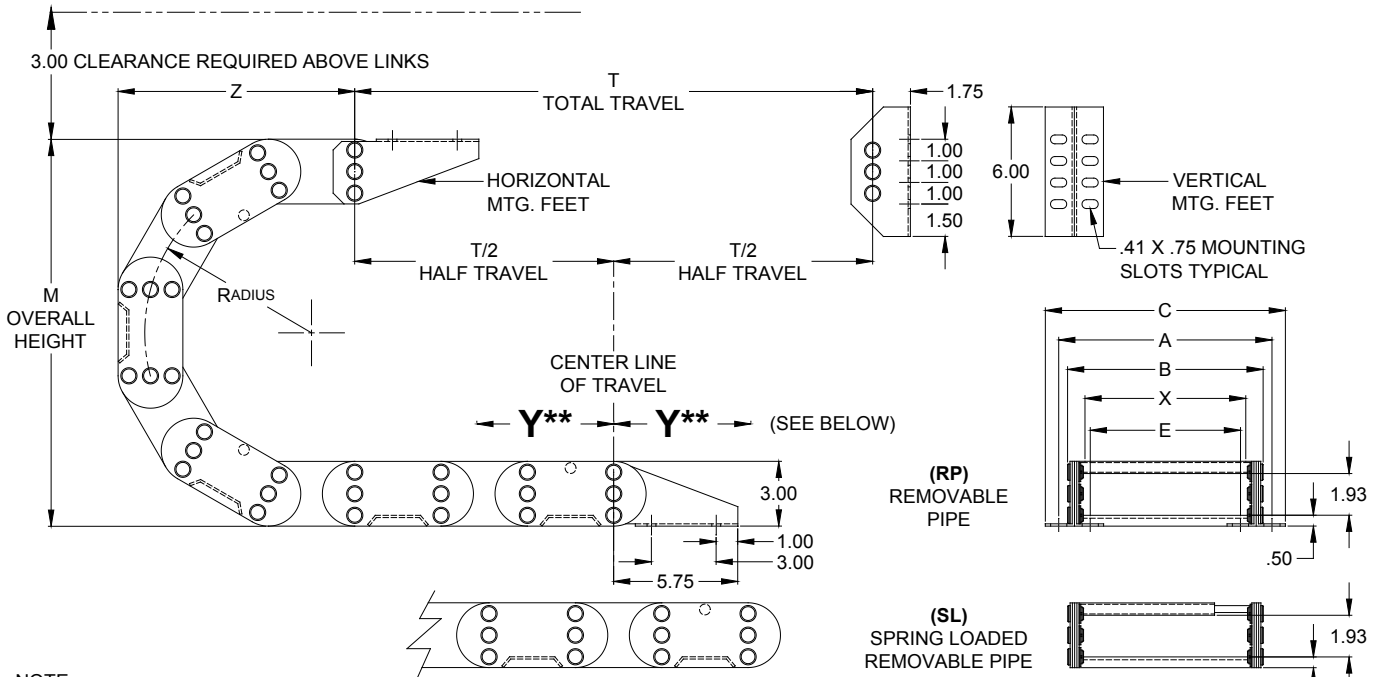 3.00 CLEARANCE REQUIRED ABOVE LINKS
Z
T
TOTAL TRAVEL
1.75
1.00
1.00
1.00
1.50
6.00
HORIZONTAL
MTG. FEET
VERTICAL
MTG. FEET
.41 X .75 MOUNTING
SLOTS TYPICAL
T/2
HALF TRAVEL
T/2
HALF TRAVEL
M
OVERALL
HEIGHT
RADIUS
CENTER LINE
OF TRAVEL
Y**
Y**
(SEE BELOW)
3.00
1.00
3.00
5.75
C
A
B
X
E
(RP)
REMOVABLE
PIPE
1.93
.50
(SL)
SPRING LOADED
REMOVABLE PIPE
1.93